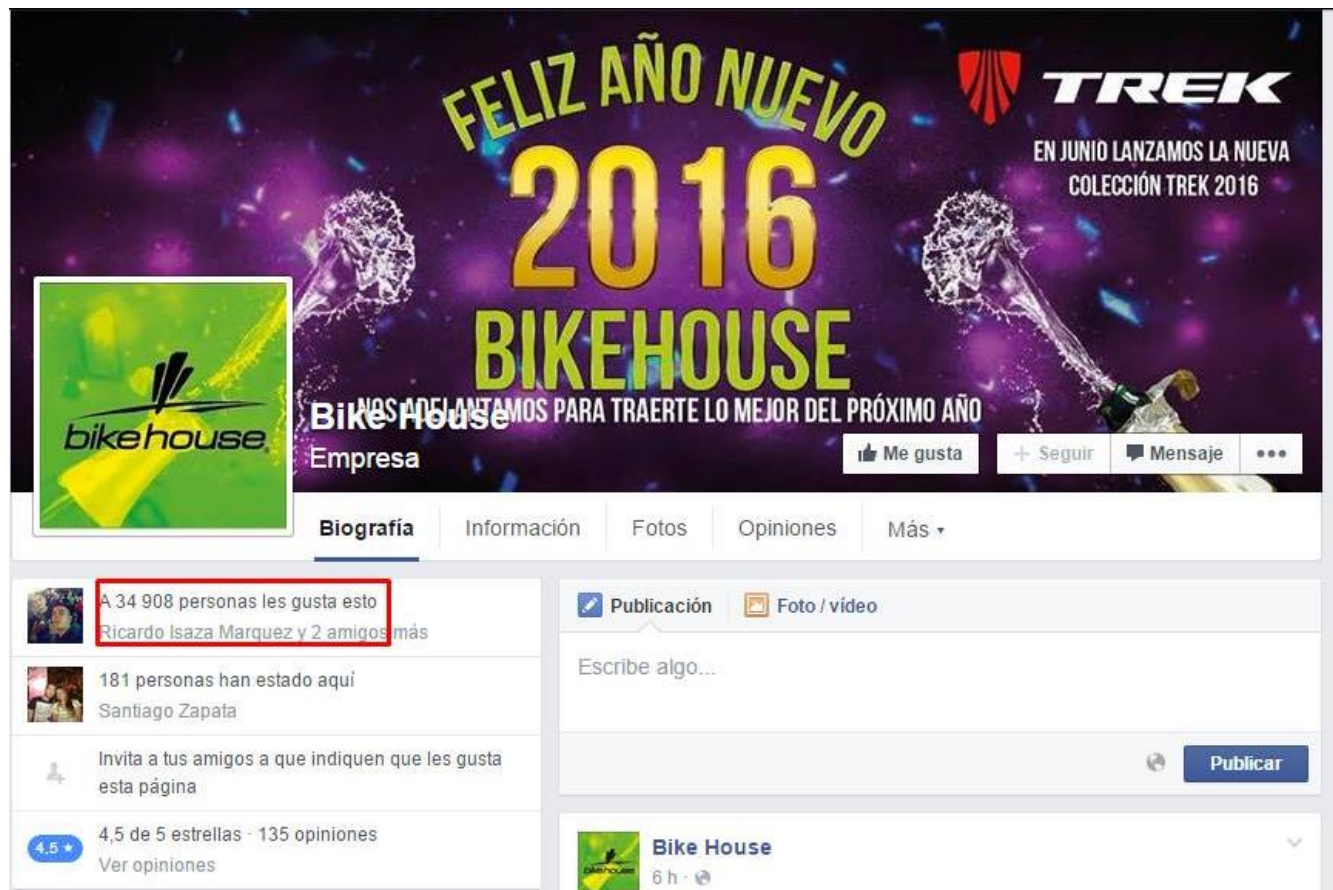 FELIZ AÑO NUEVO
2016
BIKEHOUSE
NOS ADELANTAMOS PARA TRAERTE LO MEJOR DEL PRÓXIMO AÑO
TREK
EN JUNIO LANZAMOS LA NUEVA
COLECCIÓN TREK 2016
bikehouse
Bike House
Empresa
Me gusta
+ Seguir
Mensaje
Biografía
Información
Fotos
Opiniones
Más
A 34 908 personas les gusta esto
Ricardo Isaza Marquez y 2 amigos más
181 personas han estado aquí
Santiago Zapata
Invita a tus amigos a que indiquen que les gusta
esta página
4,5
4,5 de 5 estrellas · 135 opiniones
Ver opiniones
Publicación
Foto / vídeo
Escribe algo...
Publicar
bikehouse
Bike House
6 h ·